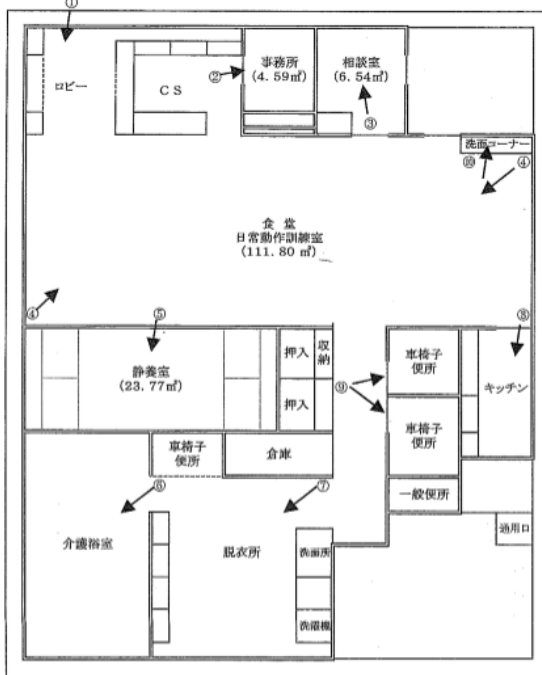 ①
ロビー
CS
②
事務所
(4.59㎡)
相談室
(6.54㎡)
③
洗面コーナー
⑩
④
食 堂
日常動作訓練室
(111.80 ㎡)
④
⑤
⑧
静養室
(23.77㎡)
押入
収納
押入
⑨
車椅子
便所
車椅子
便所
キッチン
車椅子
便所
倉庫
一般便所
⑥
⑦
介護浴室
脱衣所
洗面所
洗濯機
通用口